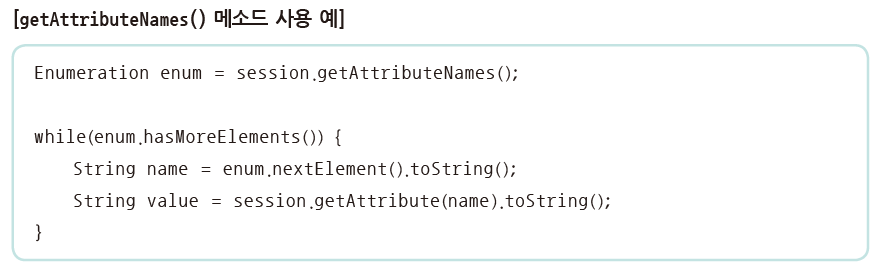 [getAttributeNames() 메소드 사용 예]
Enumeration enum = session.getAttributeNames();
while(enum.hasMoreElements()) {
String name = enum.nextElement().toString();
String value = session.getAttribute(name).toString();
}